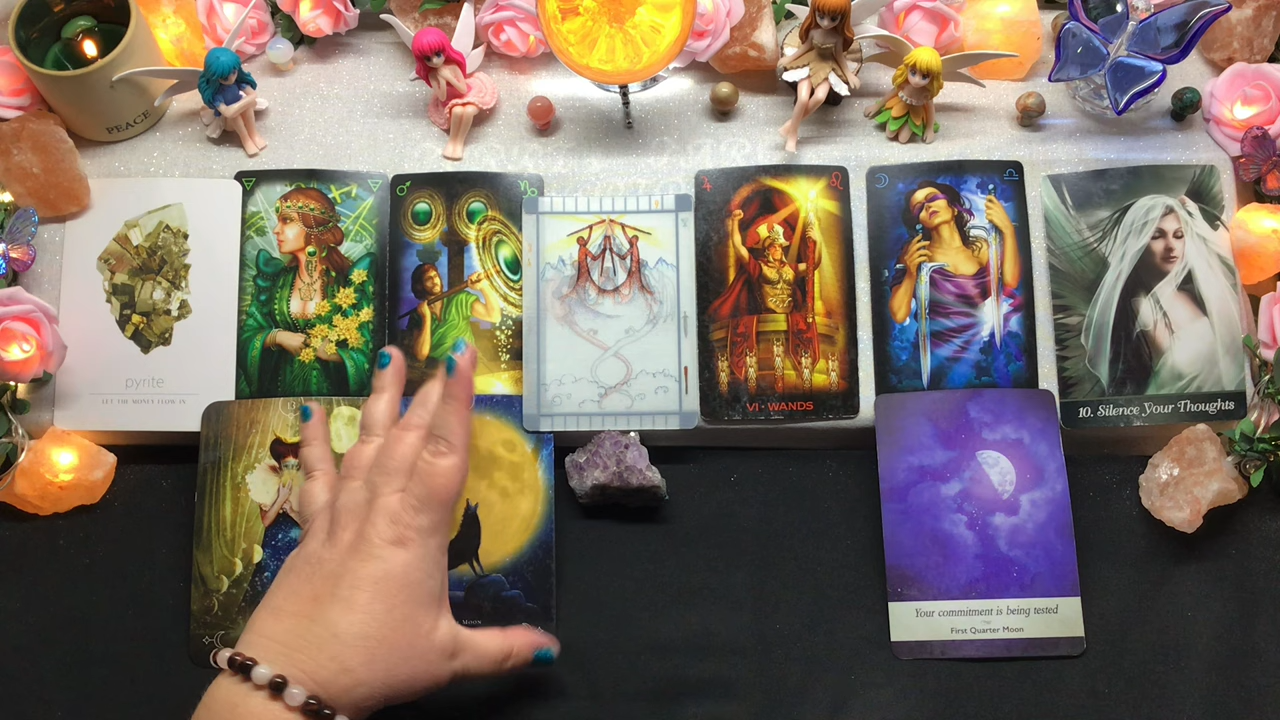 PEACE
pyrite
LET THE MONEY FLOW IN
VI • WANDS
10. Silence Your Thoughts
Moon
Your commitment is being tested
First Quarter Moon